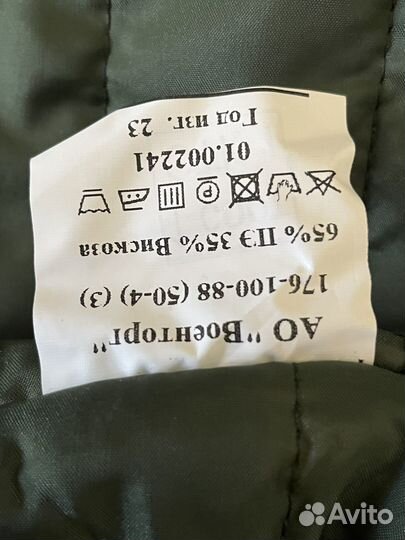 АО "Военторг"
176-100-88 (50-4) (3)
65% ПЭ 35% Вискоза
P
01.002241
Год изг. 23
Avito